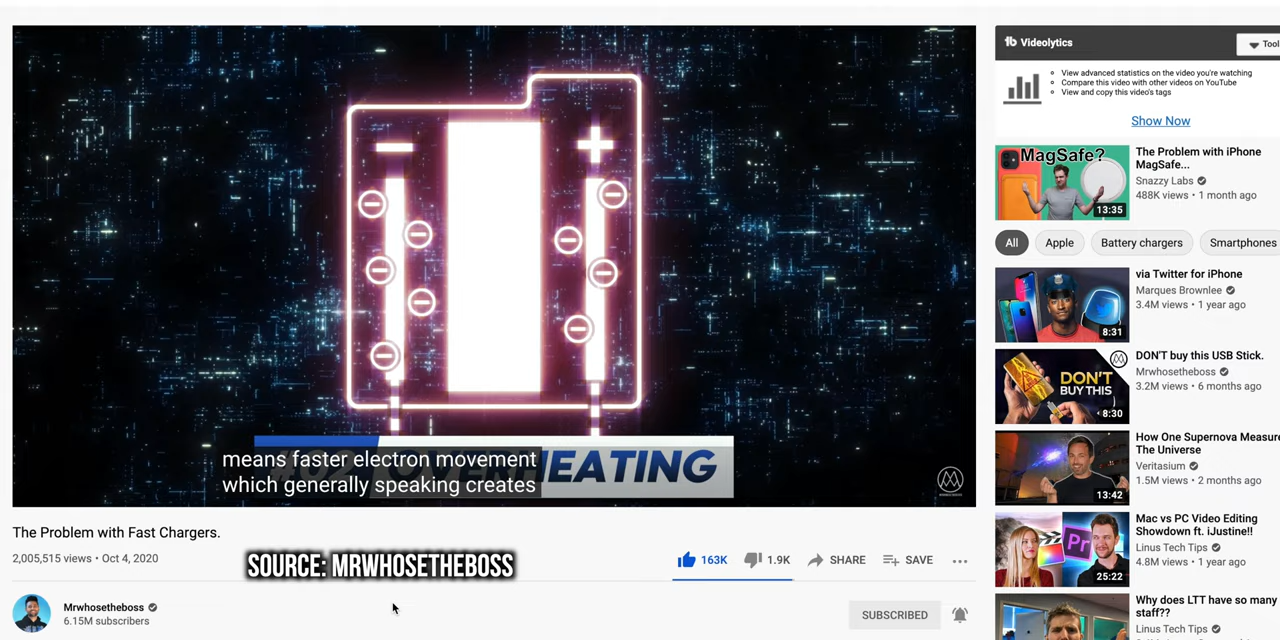 means faster electron movement
which generally speaking creates
HEATING
The Problem with Fast Chargers.
2,005,515 views • Oct 4, 2020
SOURCE: MRWHOSETHEBOSS
163K
1.9K
SHARE
SAVE
Mrwhosetheboss
6.15M subscribers
SUBSCRIBED
Videolytics
Tool
View advanced statistics on the video you're watching
Compare this video with other videos on YouTube
View and copy this video's tags
Show Now
MagSafe?
13:35
The Problem with iPhone
MagSafe...
Snazzy Labs
488K views • 1 month ago
All
Apple
Battery chargers
Smartphones
8:31
via Twitter for iPhone
Marques Brownlee
3.4M views • 1 year ago
DON'T
BUY THIS
8:30
DON'T buy this USB Stick.
Mrwhosetheboss
3.2M views • 6 months ago
13:42
How One Supernova Measure
The Universe
Veritasium
1.5M views • 2 months ago
Pr
25:22
Mac vs PC Video Editing
Showdown ft. iJustine!!
Linus Tech Tips
4.8M views • 1 year ago
Why does LTT have so many
staff??
Linus Tech Tips